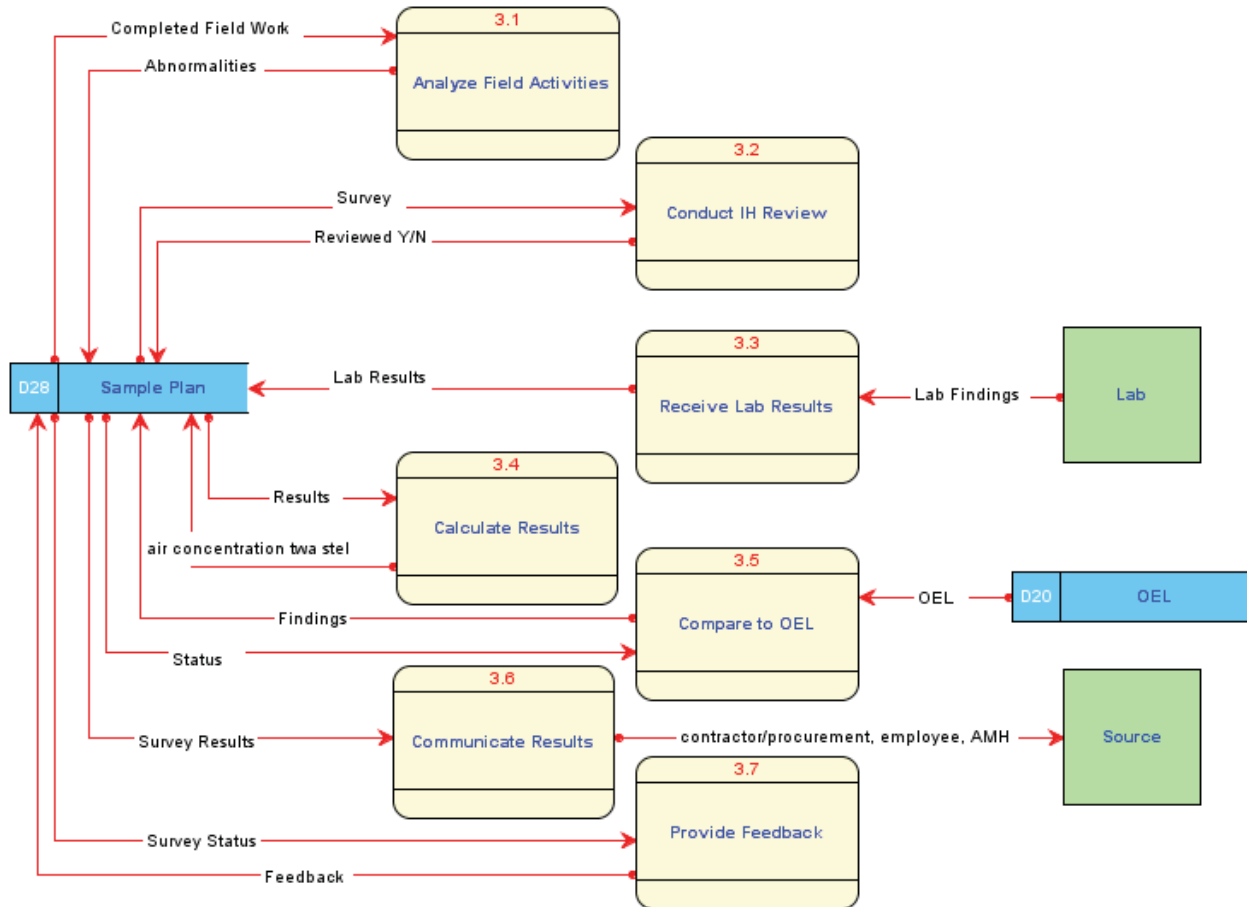 3.1
Completed Field Work
Abnormalities
Analyze Field Activities
3.2
Survey
Conduct IH Review
Reviewed Y/N
3.3
D28
Sample Plan
Lab Results
Receive Lab Results
Lab Findings
Lab
3.4
Results
Calculate Results
air concentration twa stel
3.5
OEL
D20
OEL
Findings
Compare to OEL
Status
3.6
Survey Results
Communicate Results
contractor/procurement, employee, AMH
Source
3.7
Survey Status
Provide Feedback
Feedback